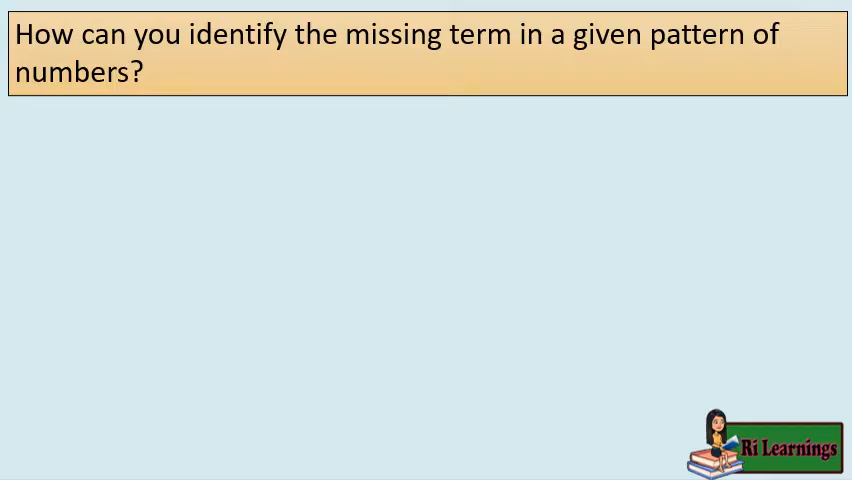 How can you identify the missing term in a given pattern of
numbers?
Ri Learnings